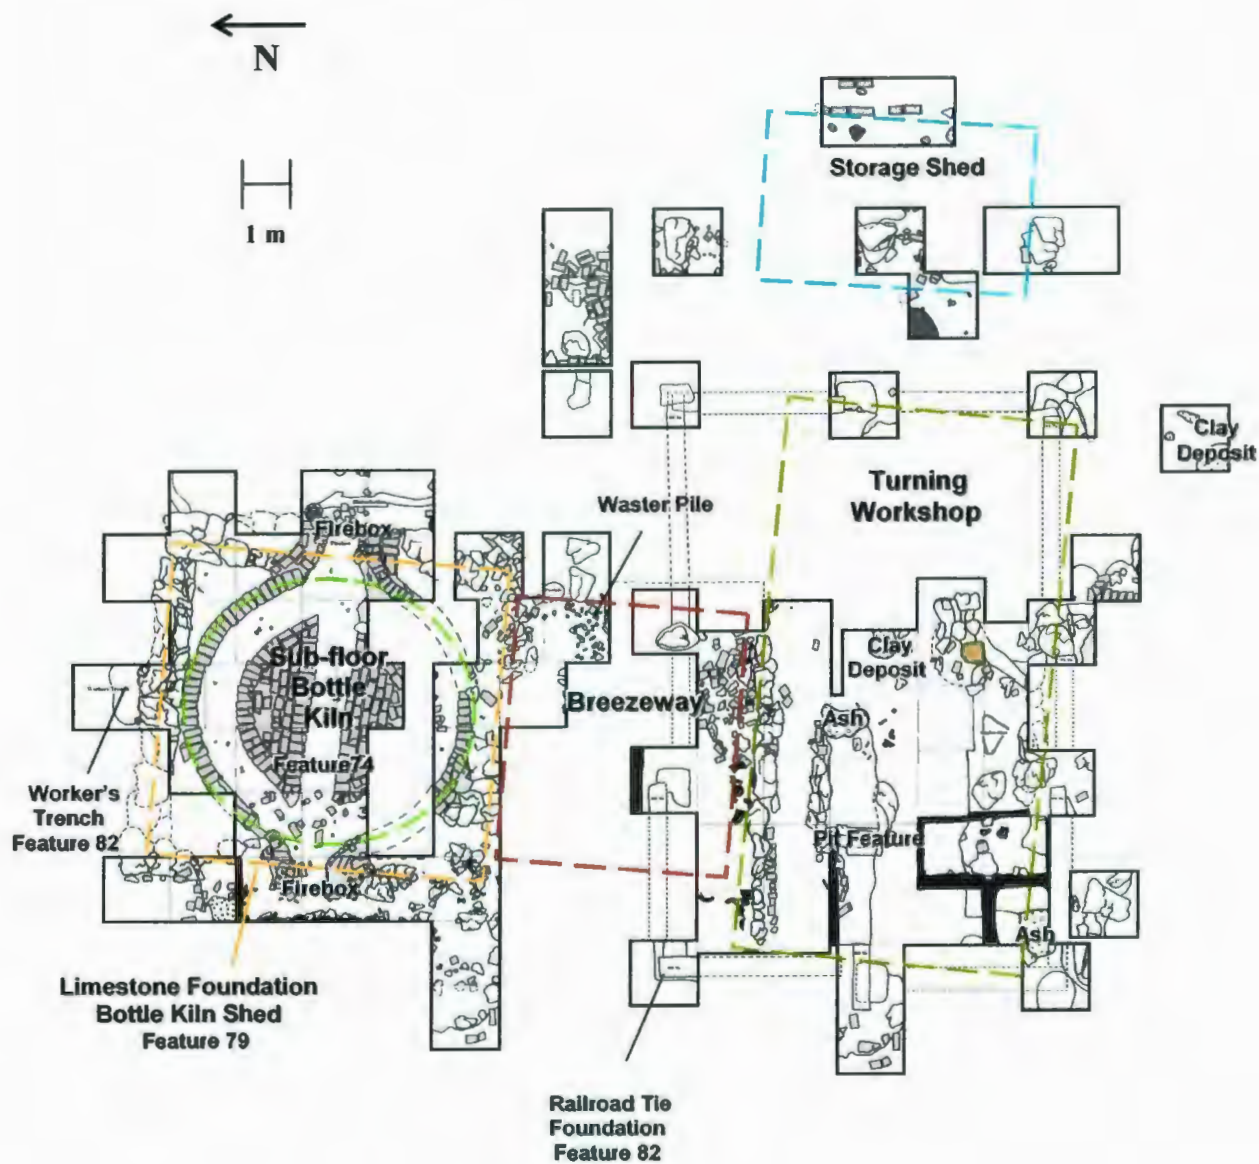 N
1 m
Storage Shed
Clay
Deposit
Turning
Workshop
Waster Pile
Firebox
Sub-floor
Bottle
Kiln
Feature74
Clay
Deposit
Breezeway
Ash
Worker's
Trench
Feature 82
Pit Feature
Firebox
Ash
Limestone Foundation
Bottle Kiln Shed
Feature 79
Railroad Tie
Foundation
Feature 82